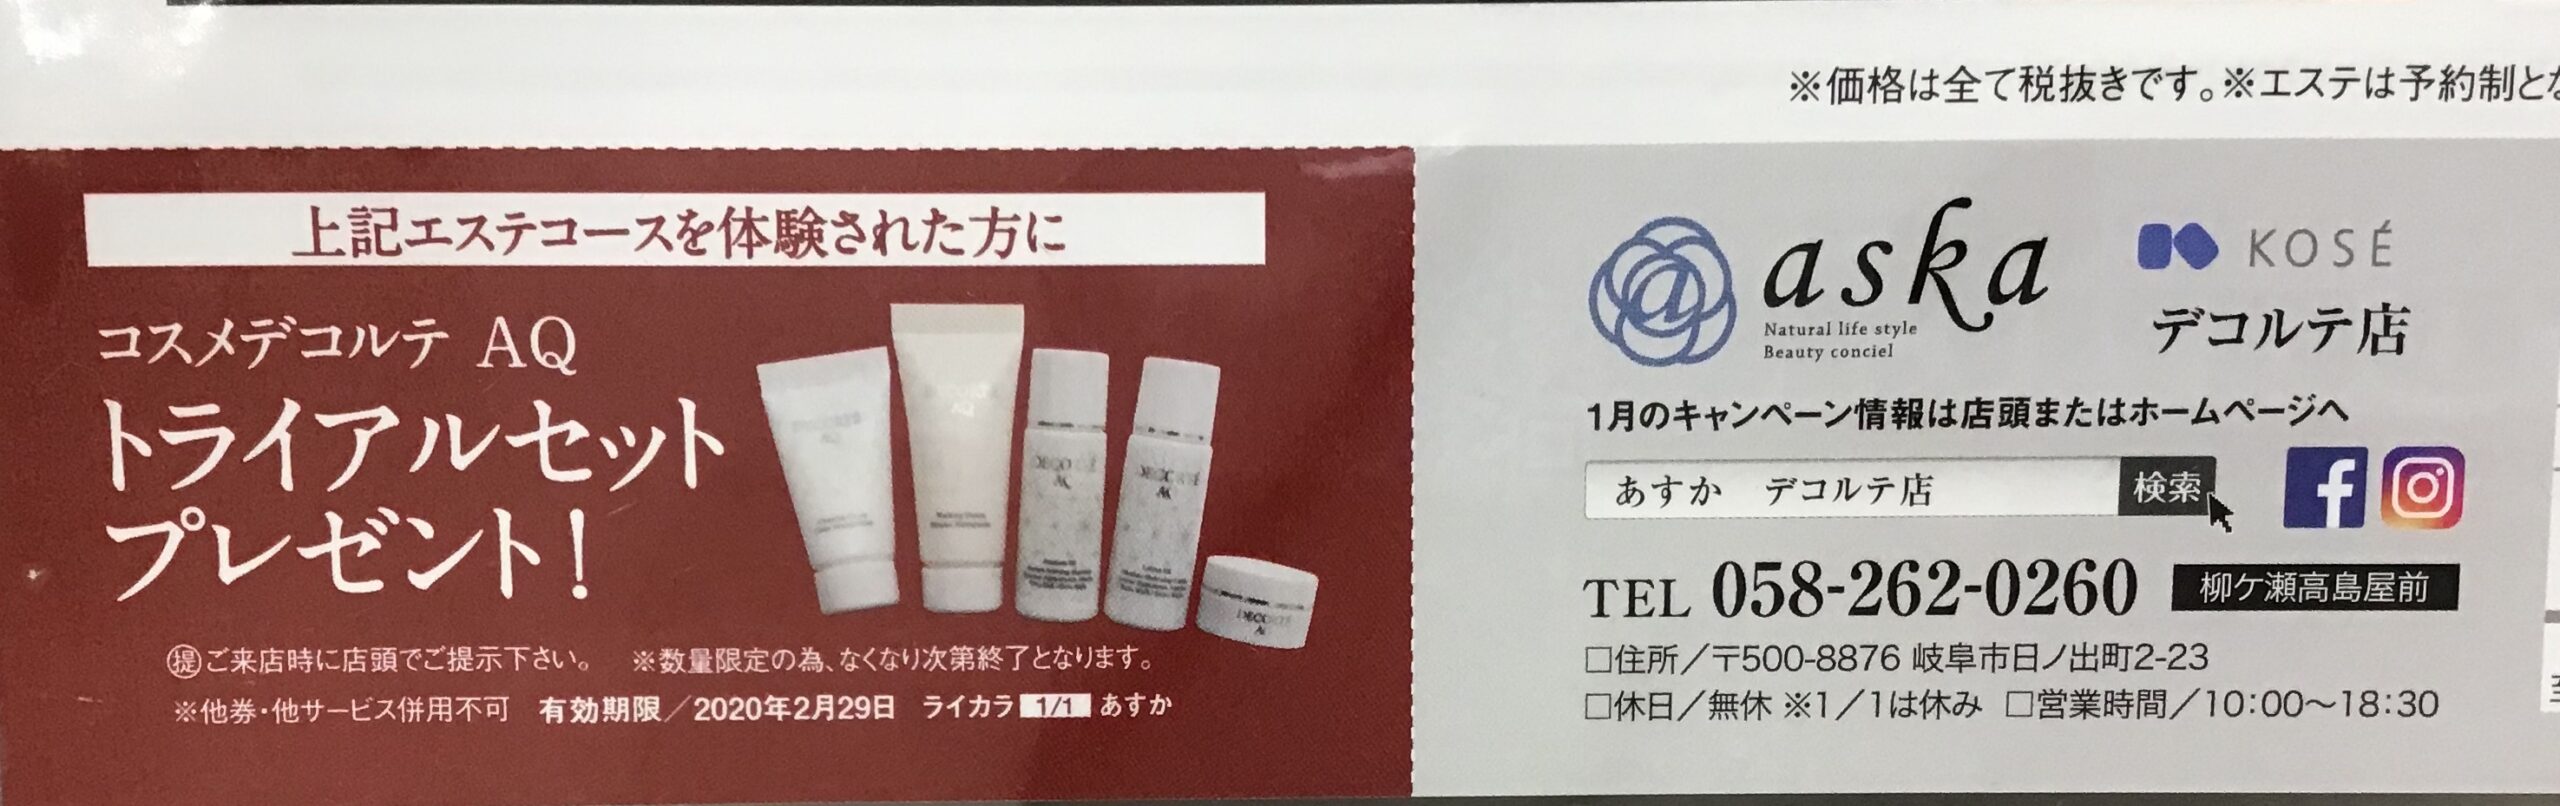 ※価格は全て税抜きです。※エステは予約制とな
上記エステコースを体験された方に
コスメデコルテ AQ
トライアルセット
プレゼント!
㊝ご来店時に店頭でご提示下さい。 ※数量限定の為、なくなり次第終了となります。
※他券・他サービス併用不可 有効期限／2020年2月29日 ライカラ 1/1 あすか
DECORTÉ
AQ
DECORTÉ
AQ
DECORTÉ
AQ
aska
Natural life style
Beauty conciel
KOSÉ
デコルテ店
1月のキャンペーン情報は店頭またはホームページへ
あすか デコルテ店 検索
TEL 058-262-0260 柳ケ瀬高島屋前
□住所／〒500-8876 岐阜市日ノ出町2-23
□休日／無休 ※1／1は休み □営業時間／10:00〜18:30